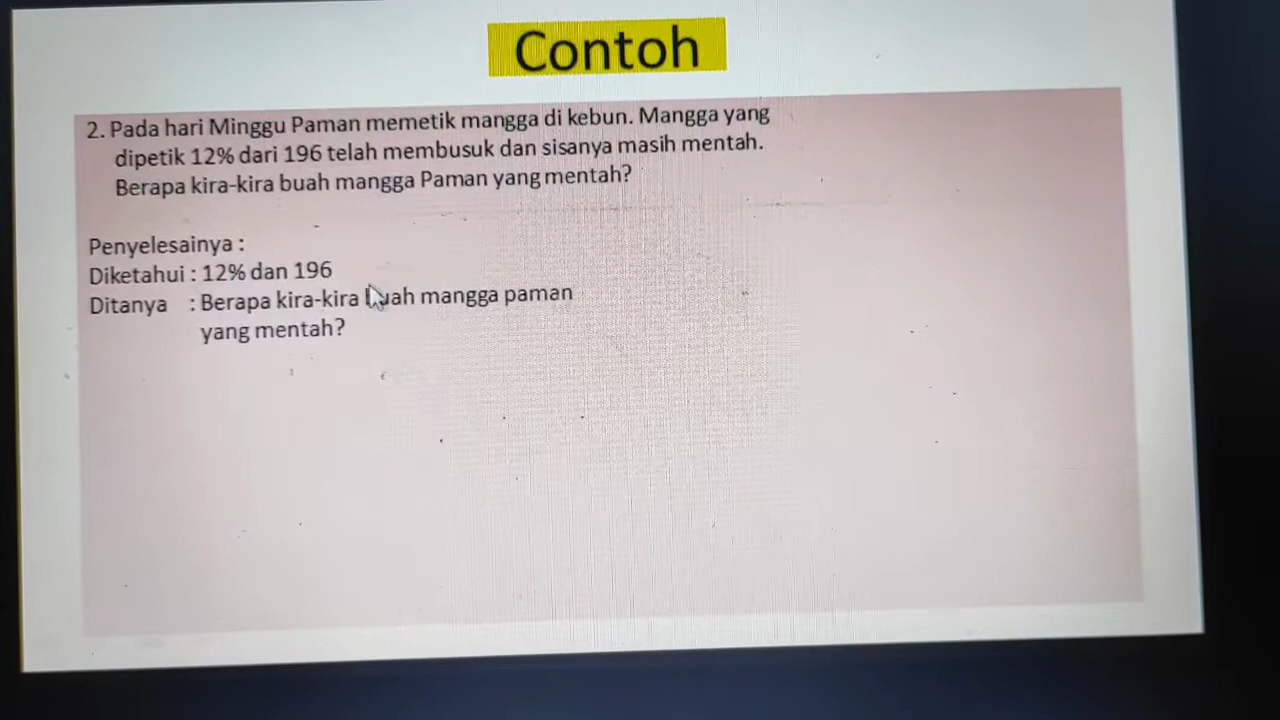 Contoh
2. Pada hari Minggu Paman memetik mangga di kebun. Mangga yang
dipetik 12% dari 196 telah membusuk dan sisanya masih mentah.
Berapa kira-kira buah mangga Paman yang mentah?
Penyelesainya :
Diketahui : 12% dan 196
Ditanya : Berapa kira-kira buah mangga paman
yang mentah?